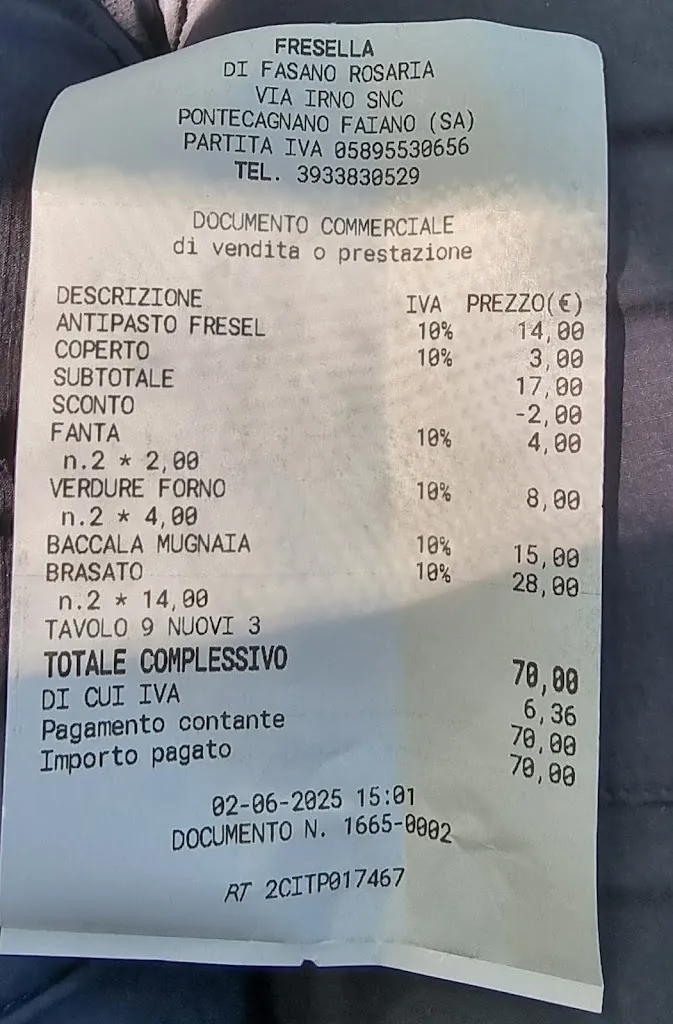 FRESELLA
DI FASANO ROSARIA
VIA IRNO SNC
PONTECAGNANO FAIANO (SA)
PARTITA IVA 05895530656
TEL. 3933830529
DOCUMENTO COMMERCIALE
di vendita o prestazione
DESCRIZIONE IVA PREZZO(€)
ANTIPASTO FRESEL 10% 14,00
COPERTO 10% 3,00
SUBTOTALE 17,00
SCONTO -2,00
FANTA 10% 4,00
n.2 * 2,00
VERDURE FORNO 10% 8,00
n.2 * 4,00
BACCALA MUGNAIA 10% 15,00
BRASATO 10% 28,00
n.2 * 14,00
TAVOLO 9 NUOVI 3
TOTALE COMPLESSIVO 70,00
DI CUI IVA 6,36
Pagamento contante 70,00
Importo pagato 70,00
02-06-2025 15:01
DOCUMENTO N. 1665-0002
RT 2CITP017467